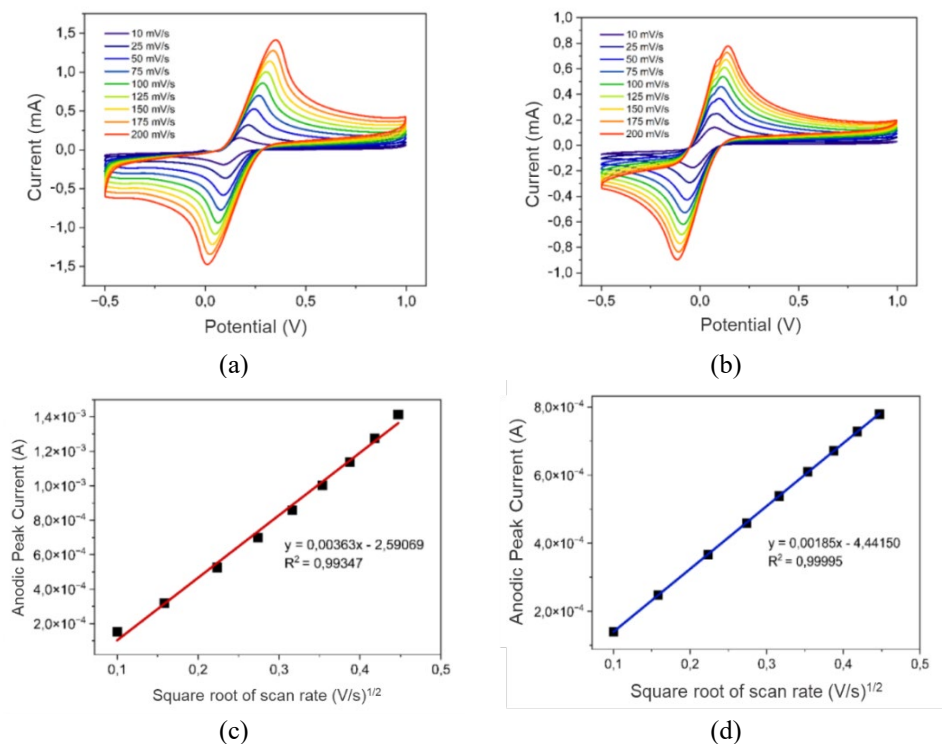 (a)
1,5
1,0
0,5
0,0
-0,5
-1,0
-1,5
Current (mA)
10 mV/s
25 mV/s
50 mV/s
75 mV/s
100 mV/s
125 mV/s
150 mV/s
175 mV/s
200 mV/s
-0,5
0,0
0,5
1,0
Potential (V)
(a)
(b)
1,0
0,8
0,6
0,4
0,2
0,0
-0,2
-0,4
-0,6
-0,8
-1,0
Current (mA)
10 mV/s
25 mV/s
50 mV/s
75 mV/s
100 mV/s
125 mV/s
150 mV/s
175 mV/s
200 mV/s
-0,5
0,0
0,5
1,0
Potential (V)
(b)
1,4×10⁻³
1,2×10⁻³
1,0×10⁻³
8,0×10⁻⁴
6,0×10⁻⁴
4,0×10⁻⁴
2,0×10⁻⁴
Anodic Peak Current (A)
y = 0,00363x - 2,59069
R² = 0,99347
0,1
0,2
0,3
0,4
0,5
Square root of scan rate (V/s)^1/2
(c)
8,0×10⁻⁴
6,0×10⁻⁴
4,0×10⁻⁴
2,0×10⁻⁴
Anodic Peak Current (A)
y = 0,00185x - 4,44150
R² = 0,99995
0,1
0,2
0,3
0,4
0,5
Square root of scan rate (V/s)^1/2
(d)